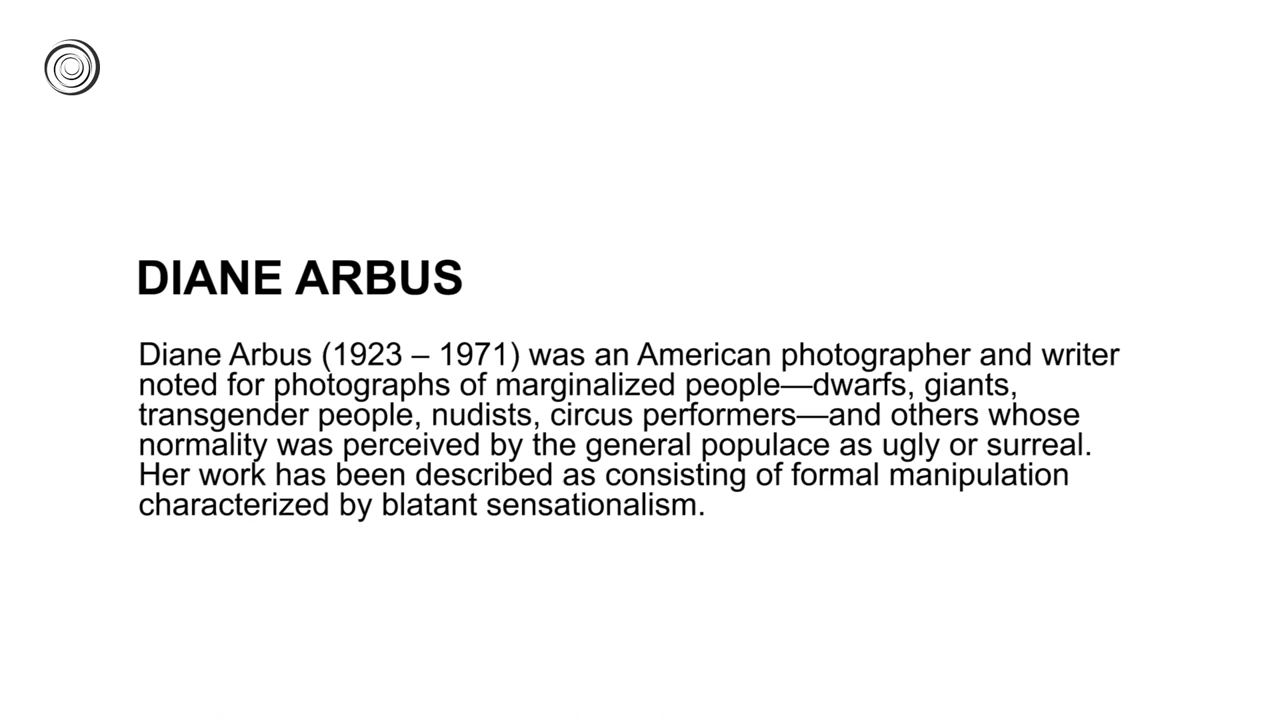 DIANE ARBUS
Diane Arbus (1923 – 1971) was an American photographer and writer
noted for photographs of marginalized people—dwarfs, giants,
transgender people, nudists, circus performers—and others whose
normality was perceived by the general populace as ugly or surreal.
Her work has been described as consisting of formal manipulation
characterized by blatant sensationalism.